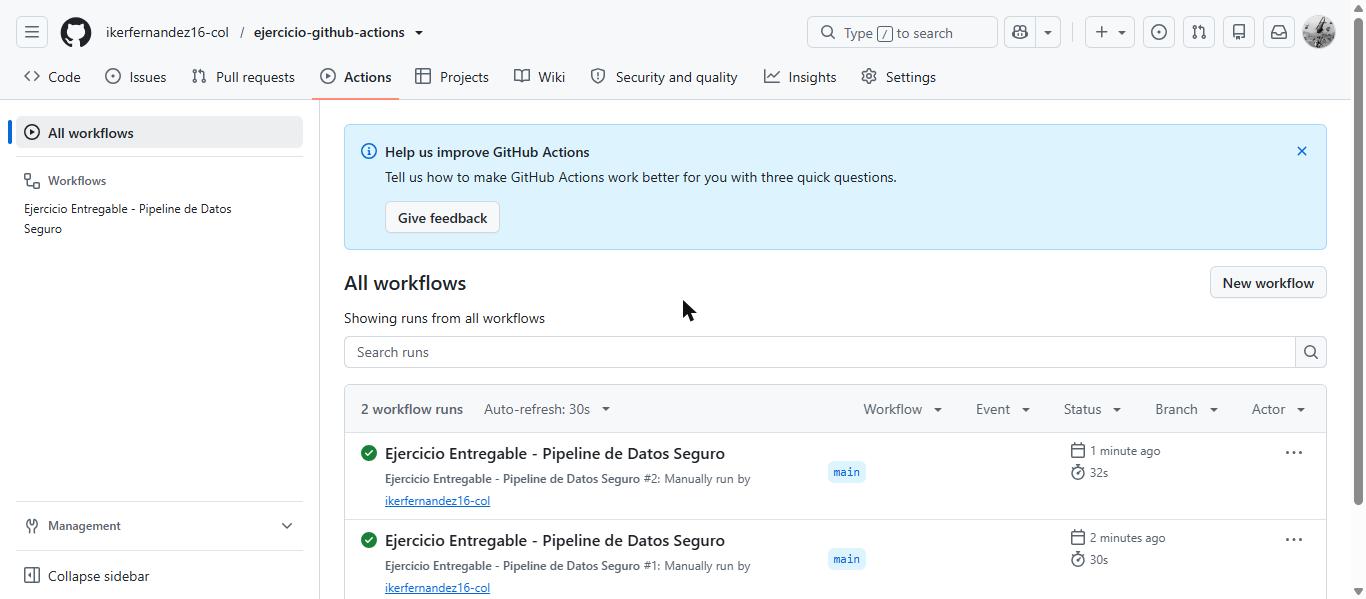 ikerfernandez16-col / ejercicio-github-actions
Type / to search
Code
Issues
Pull requests
Actions
Projects
Wiki
Security and quality
Insights
Settings
All workflows
Workflows
Ejercicio Entregable - Pipeline de Datos
Seguro
Management
Collapse sidebar
Help us improve GitHub Actions
Tell us how to make GitHub Actions work better for you with three quick questions.
Give feedback
All workflows
New workflow
Showing runs from all workflows
Search runs
2 workflow runs
Auto-refresh: 30s
Workflow
Event
Status
Branch
Actor
Ejercicio Entregable - Pipeline de Datos Seguro
Ejercicio Entregable - Pipeline de Datos Seguro #2: Manually run by
ikerfernandez16-col
main
1 minute ago
32s
Ejercicio Entregable - Pipeline de Datos Seguro
Ejercicio Entregable - Pipeline de Datos Seguro #1: Manually run by
ikerfernandez16-col
main
2 minutes ago
30s